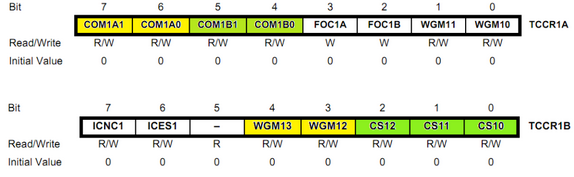 Bit 7 6 5 4 3 2 1 0
COM1A1 COM1A0 COM1B1 COM1B0 FOC1A FOC1B WGM11 WGM10 TCCR1A
Read/Write R/W R/W R/W R/W W W R/W R/W
Initial Value 0 0 0 0 0 0 0 0
Bit 7 6 5 4 3 2 1 0
ICNC1 ICES1 – WGM13 WGM12 CS12 CS11 CS10 TCCR1B
Read/Write R/W R/W R R/W R/W R/W R/W R/W
Initial Value 0 0 0 0 0 0 0 0